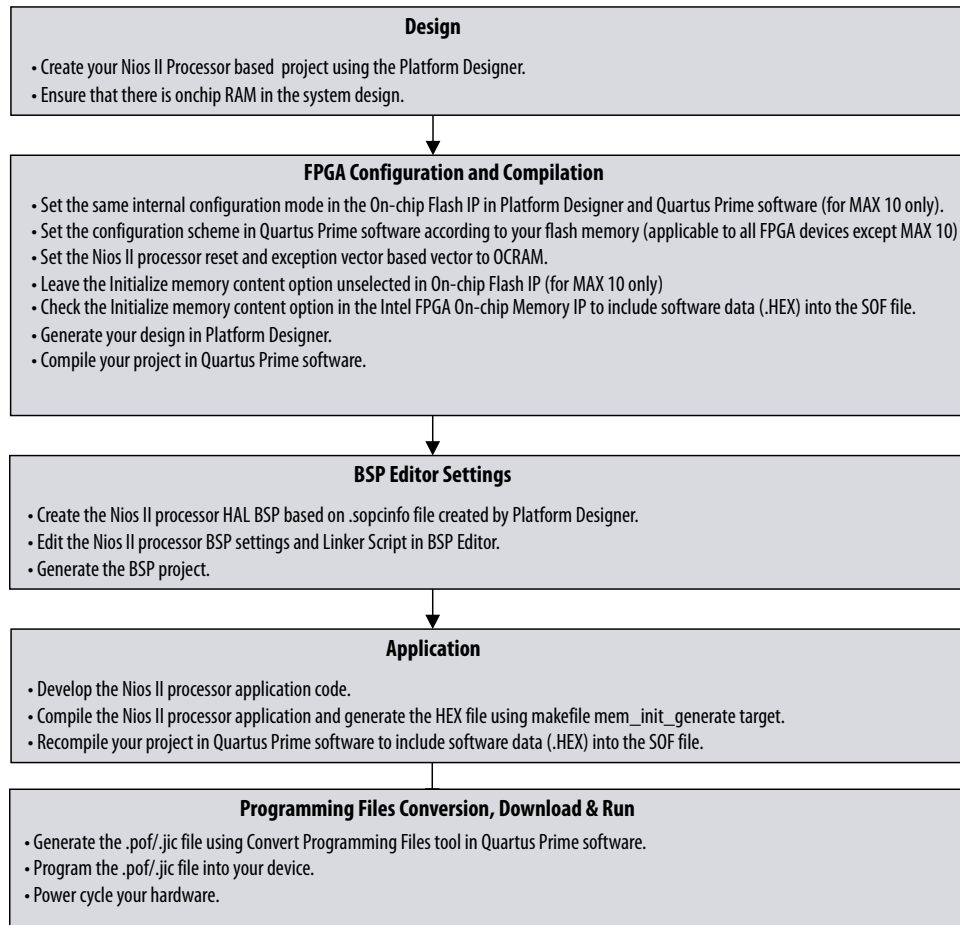 Design
• Create your Nios II Processor based project using the Platform Designer.
• Ensure that there is onchip RAM in the system design.
FPGA Configuration and Compilation
• Set the same internal configuration mode in the On-chip Flash IP in Platform Designer and Quartus Prime software (for MAX 10 only).
• Set the configuration scheme in Quartus Prime software according to your flash memory (applicable to all FPGA devices except MAX 10)
• Set the Nios II processor reset and exception vector based vector to OCRAM.
• Leave the Initialize memory content option unselected in On-chip Flash IP (for MAX 10 only)
• Check the Initialize memory content option in the Intel FPGA On-chip Memory IP to include software data (.HEX) into the SOF file.
• Generate your design in Platform Designer.
• Compile your project in Quartus Prime software.
BSP Editor Settings
• Create the Nios II processor HAL BSP based on .sopcinfo file created by Platform Designer.
• Edit the Nios II processor BSP settings and Linker Script in BSP Editor.
• Generate the BSP project.
Application
• Develop the Nios II processor application code.
• Compile the Nios II processor application and generate the HEX file using makefile mem_init_generate target.
• Recompile your project in Quartus Prime software to include software data (.HEX) into the SOF file.
Programming Files Conversion, Download & Run
• Generate the .pof/.jic file using Convert Programming Files tool in Quartus Prime software.
• Program the .pof/.jic file into your device.
• Power cycle your hardware.